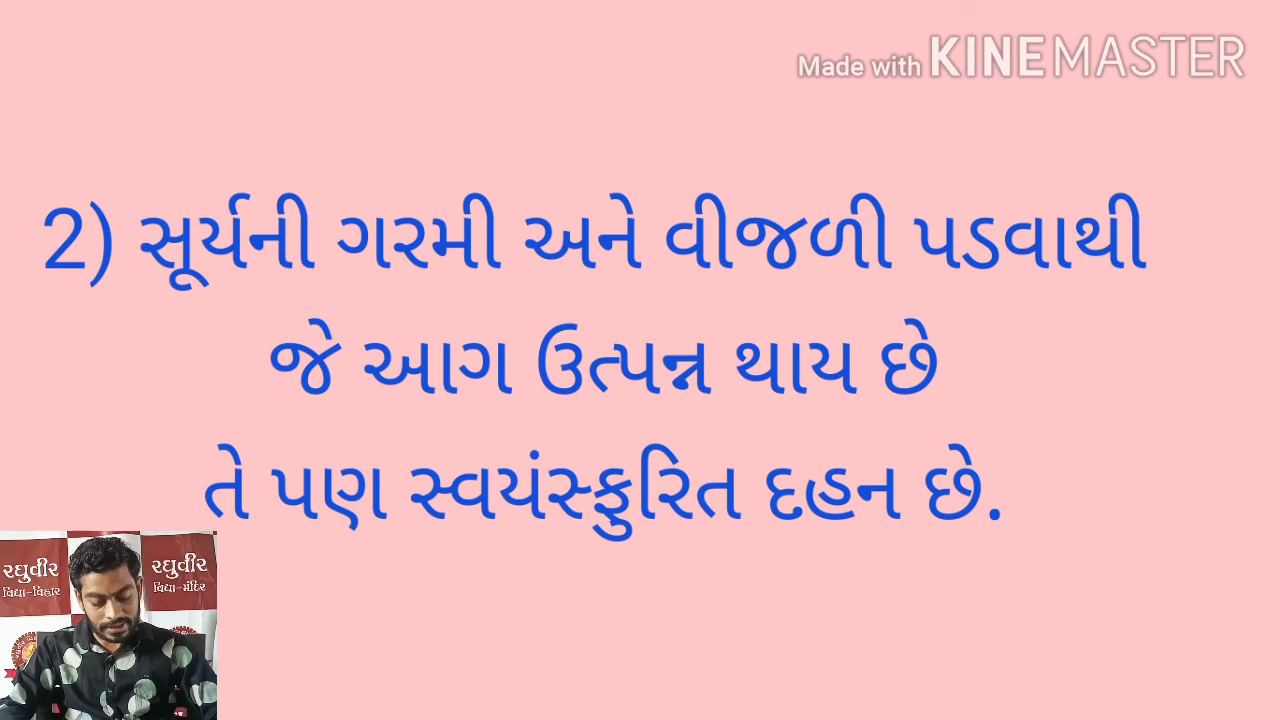 Made with KINEMASTER
2) સૂર્યની ગરમી અને વીજળી પડવાથી
જે આગ ઉત્પન્ન થાય છે
તે પણ સ્વયંસ્ફુરિત દહન છે.
રઘુવીર
વિદ્યા-વિહાર
રઘુવીર
વિદ્યા-મંદિર